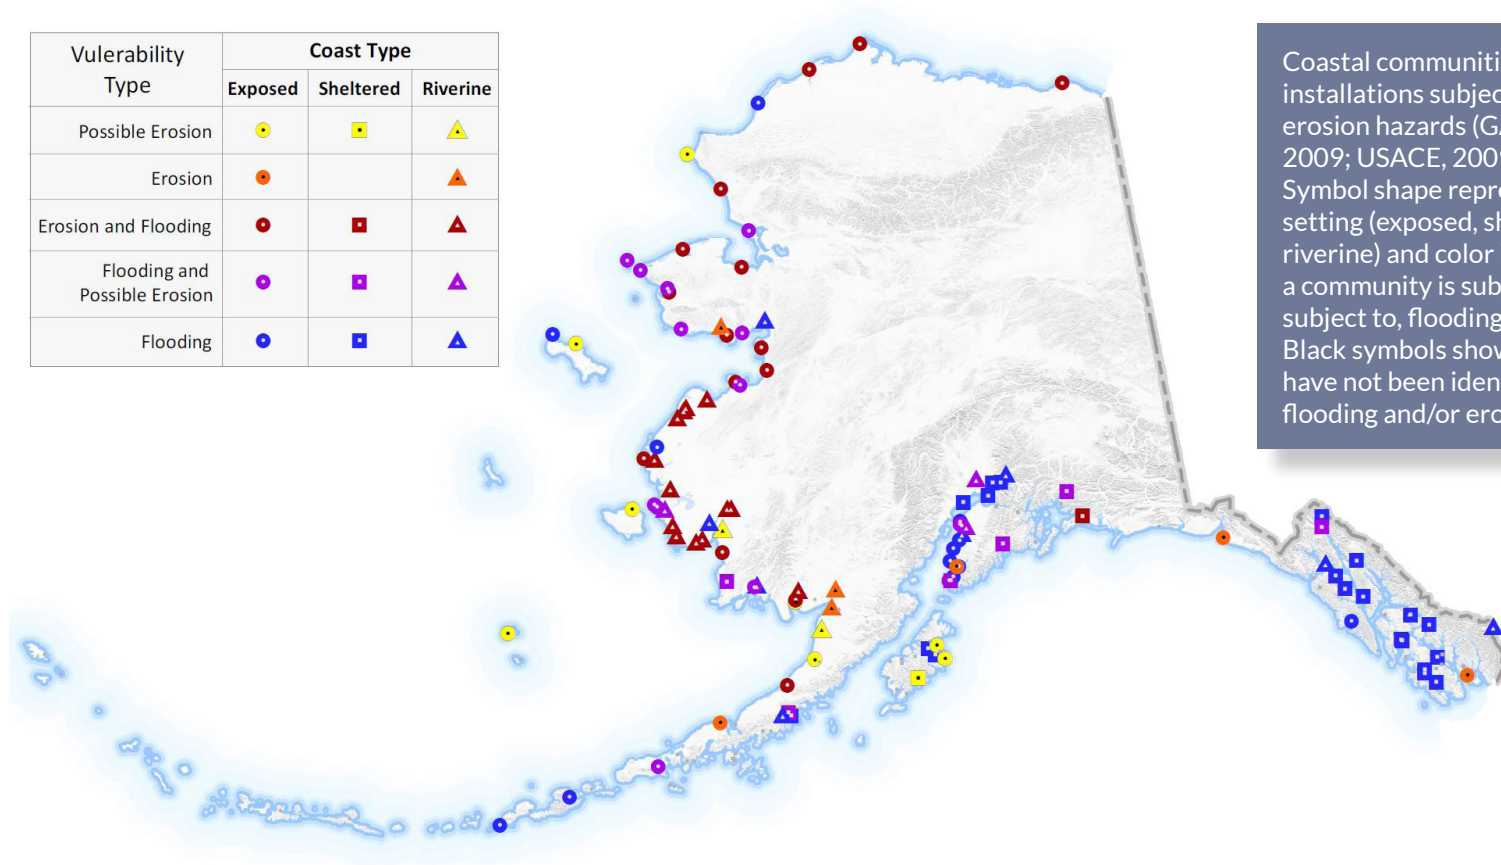 Vulerability
Type
Coast Type
Exposed Sheltered Riverine
Possible Erosion
Erosion
Erosion and Flooding
Flooding and
Possible Erosion
Flooding
Coastal communiti
installations subjec
erosion hazards (G
2009; USACE, 200
Symbol shape repr
setting (exposed, s
riverine) and color
a community is sub
subject to, flooding
Black symbols show
have not been iden
flooding and/or ero